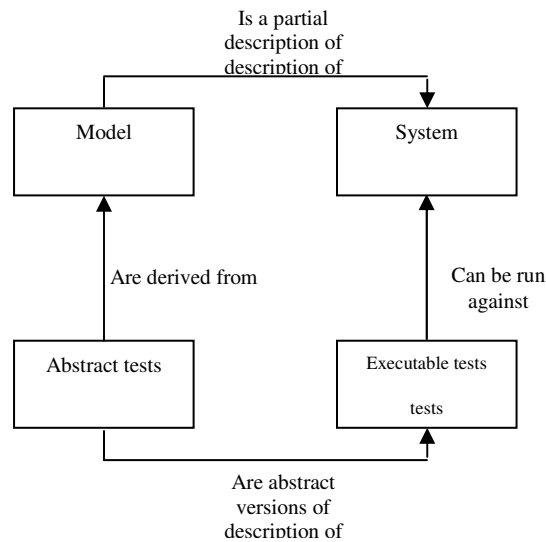 Is a partial
description of
description of
Model
System
Are derived from
Can be run
against
Abstract tests
Executable tests
tests
Are abstract
versions of
description of